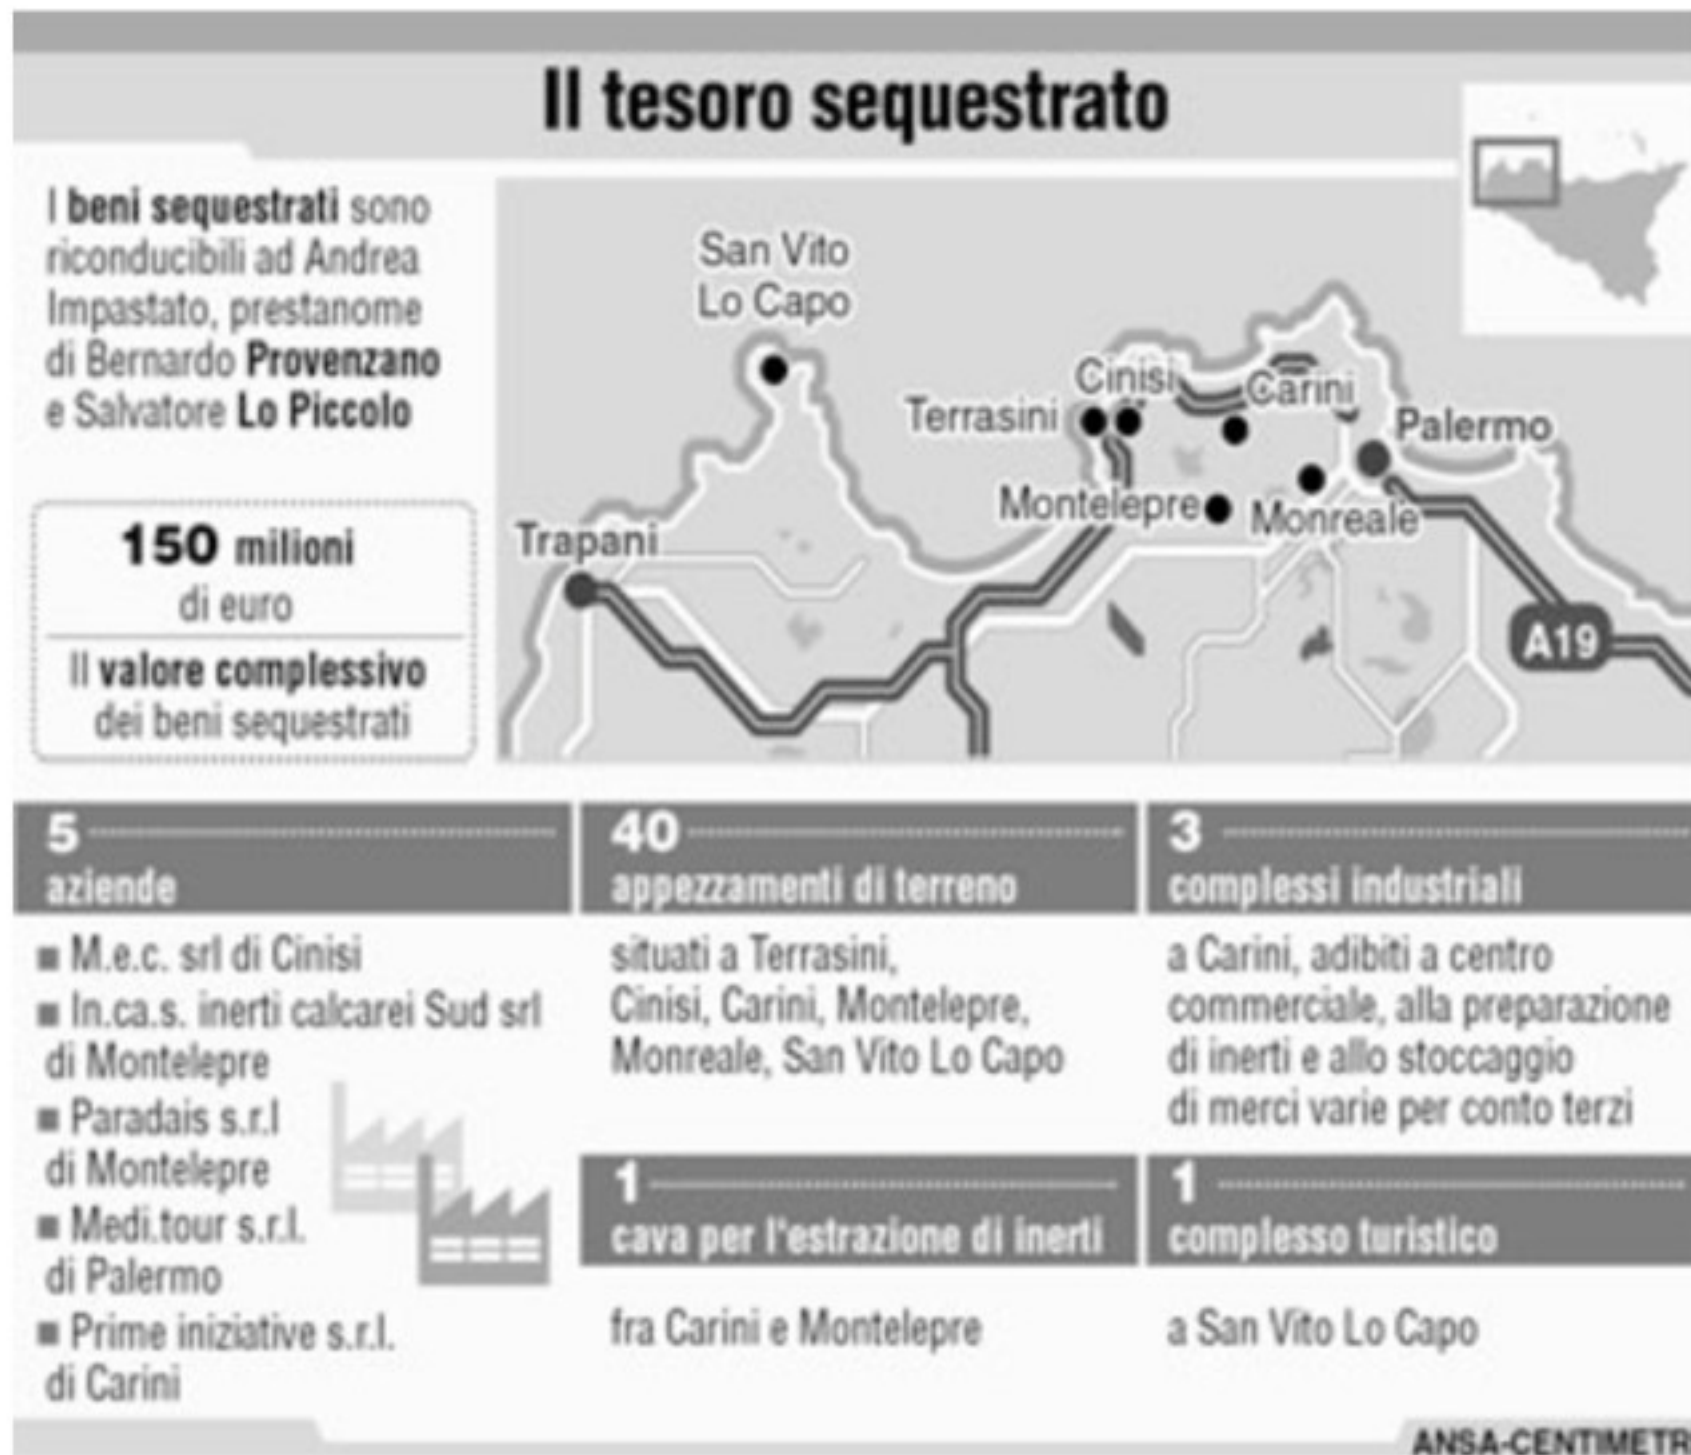 Il tesoro sequestrato
I beni sequestrati sono
riconducibili ad Andrea
Impastato, prestanome
di Bernardo Provenzano
e Salvatore Lo Piccolo
150 milioni
di euro
Il valore complessivo
dei beni sequestrati
San Vito
Lo Capo
Cinisi
Carini
Terrasini
Palermo
Montelepre
Monreale
Trapani
A19
5
aziende
■ M.e.c. srl di Cinisi
■ In.ca.s. inerti calcarei Sud srl
di Montelepre
■ Paradais s.r.l
di Montelepre
■ Medi.tour s.r.l.
di Palermo
■ Prime iniziative s.r.l.
di Carini
40
appezzamenti di terreno
situati a Terrasini,
Cinisi, Carini, Montelepre,
Monreale, San Vito Lo Capo
3
complessi industriali
a Carini, adibiti a centro
commerciale, alla preparazione
di inerti e allo stoccaggio
di merci varie per conto terzi
1
cava per l'estrazione di inerti
fra Carini e Montelepre
1
complesso turistico
a San Vito Lo Capo
ANSA-CENTIMETR